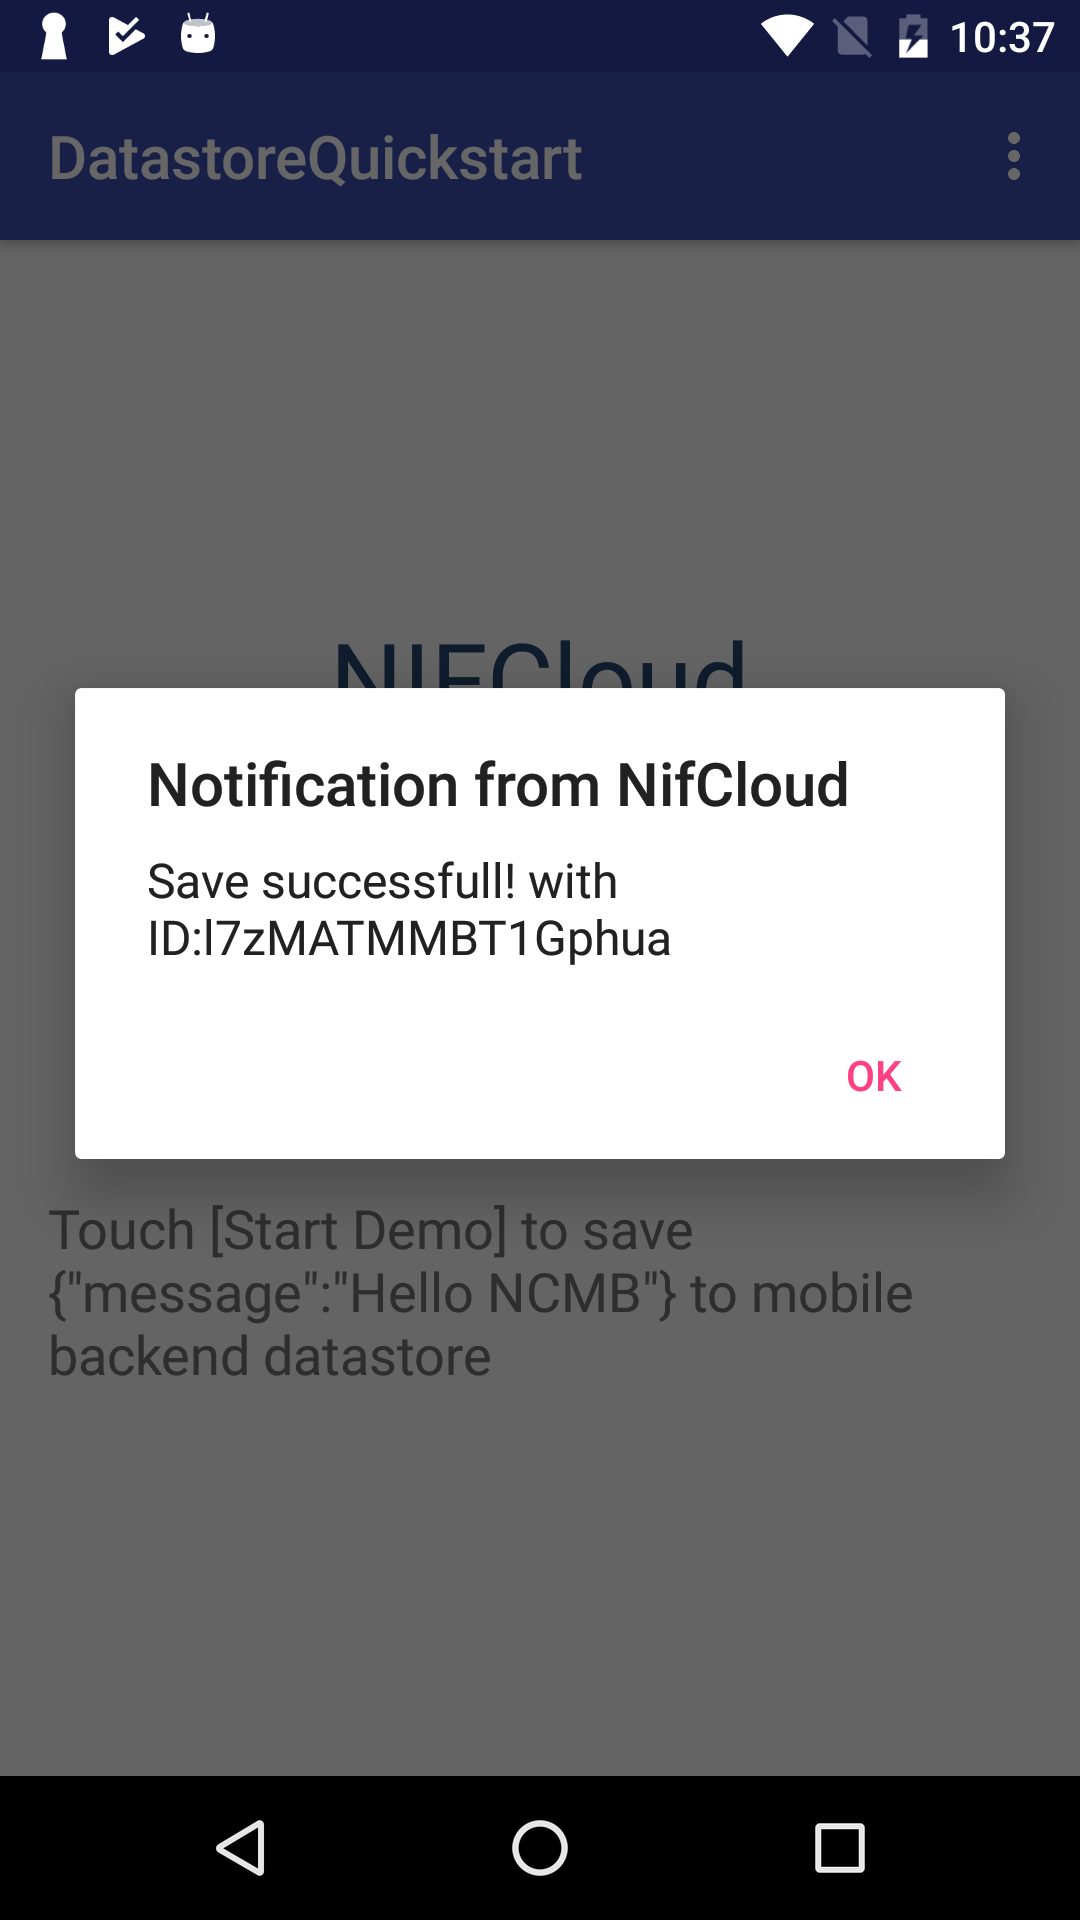 10:37
DatastoreQuickstart
NIFCloud
Notification from NifCloud
Save successfull! with
ID:l7zMATMMBT1Gphua
OK
Touch [Start Demo] to save
{"message":"Hello NCMB"} to mobile
backend datastore